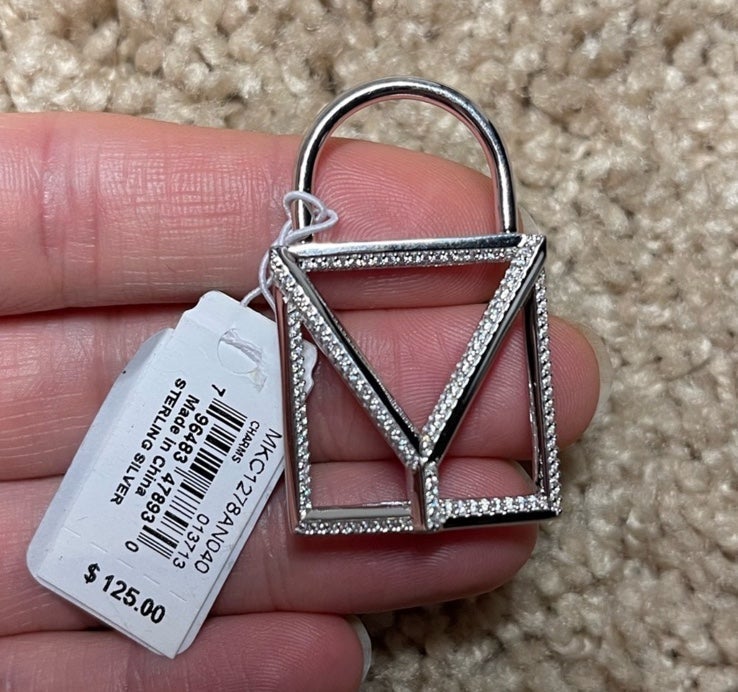 MKC1278AN040
CHARMS 013713
7 96483 47893 0
Made in China
STERLING SILVER
$ 125.00